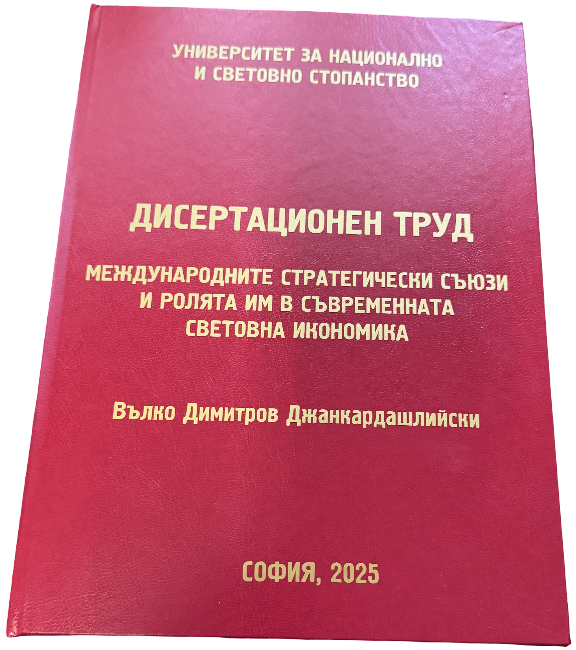 УНИВЕРСИТЕТ ЗА НАЦИОНАЛНО
И СВЕТОВНО СТОПАНСТВО
ДИСЕРТАЦИОНЕН ТРУД
МЕЖДУНАРОДНИТЕ СТРАТЕГИЧЕСКИ СЪЮЗИ
И РОЛЯТА ИМ В СЪВРЕМЕННАТА
СВЕТОВНА ИКОНОМИКА
Вълко Димитров Джанкардашлийски
СОФИЯ, 2025